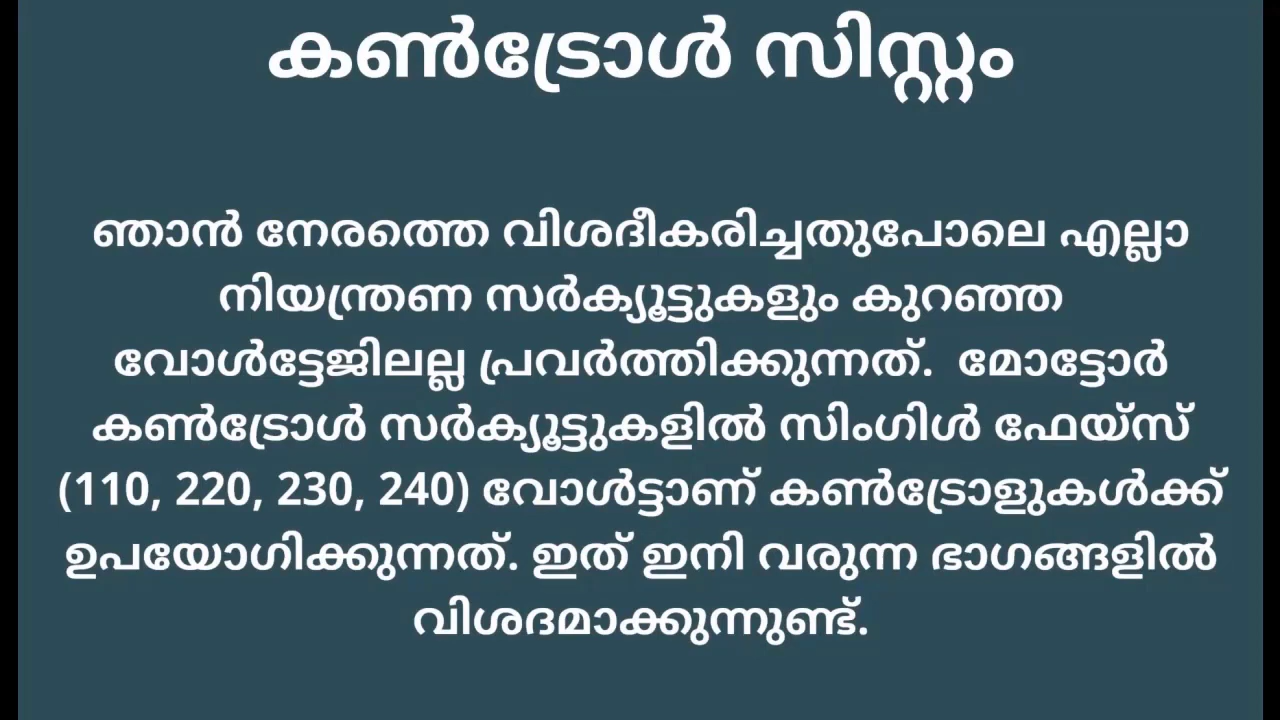 കൺട്രോൾ സിസ്റ്റം
ഞാൻ നേരത്തെ വിശദീകരിച്ചതുപോലെ എല്ലാ
നിയന്ത്രണ സർക്യൂട്ടുകളും കുറഞ്ഞ
വോൾട്ടേജിലല്ല പ്രവർത്തിക്കുന്നത്. മോട്ടോർ
കൺട്രോൾ സർക്യൂട്ടുകളിൽ സിംഗിൾ ഫേയ്സ്
(110, 220, 230, 240) വോൾട്ടാണ് കൺട്രോളുകൾക്ക്
ഉപയോഗിക്കുന്നത്. ഇത് ഇനി വരുന്ന ഭാഗങ്ങളിൽ
വിശദമാക്കുന്നുണ്ട്.